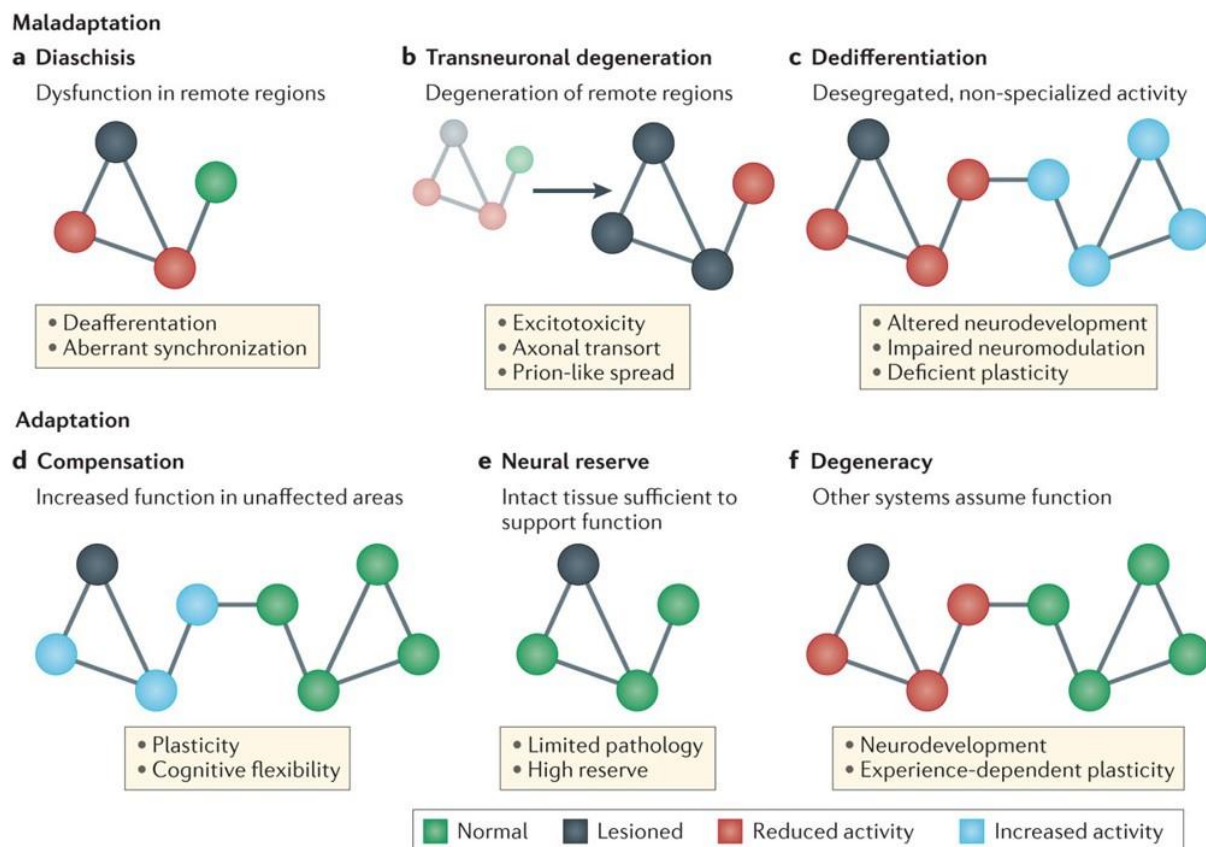 Maladaptation
a Diaschisis
Dysfunction in remote regions
• Deafferentation
• Aberrant synchronization
b Transneuronal degeneration
Degeneration of remote regions
• Excitotoxicity
• Axonal transort
• Prion-like spread
c Dedifferentiation
Desegregated, non-specialized activity
• Altered neurodevelopment
• Impaired neuromodulation
• Deficient plasticity
Adaptation
d Compensation
Increased function in unaffected areas
• Plasticity
• Cognitive flexibility
e Neural reserve
Intact tissue sufficient to
support function
• Limited pathology
• High reserve
f Degeneracy
Other systems assume function
• Neurodevelopment
• Experience-dependent plasticity
Normal Lesioned Reduced activity Increased activity